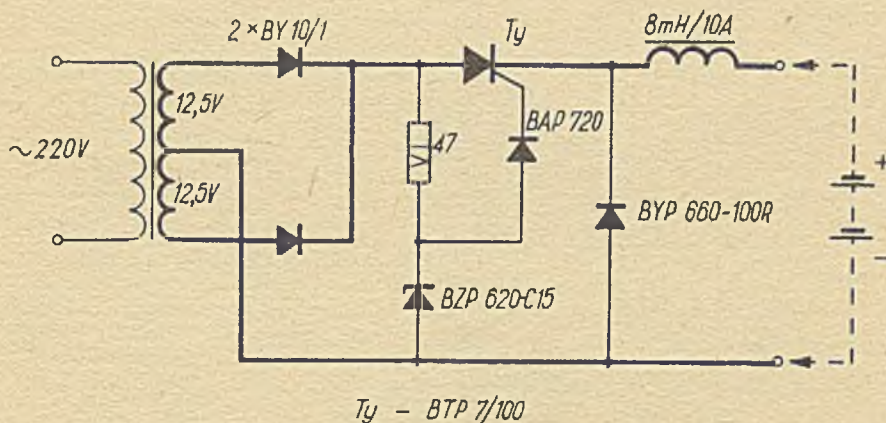 2 × BY 10/1
Ty
8mH/10A
12,5V
47
BAP 720
~220V
+
12,5V
BYP 660-100R
−
BZP 620-C15
Ty – BTP 7/100